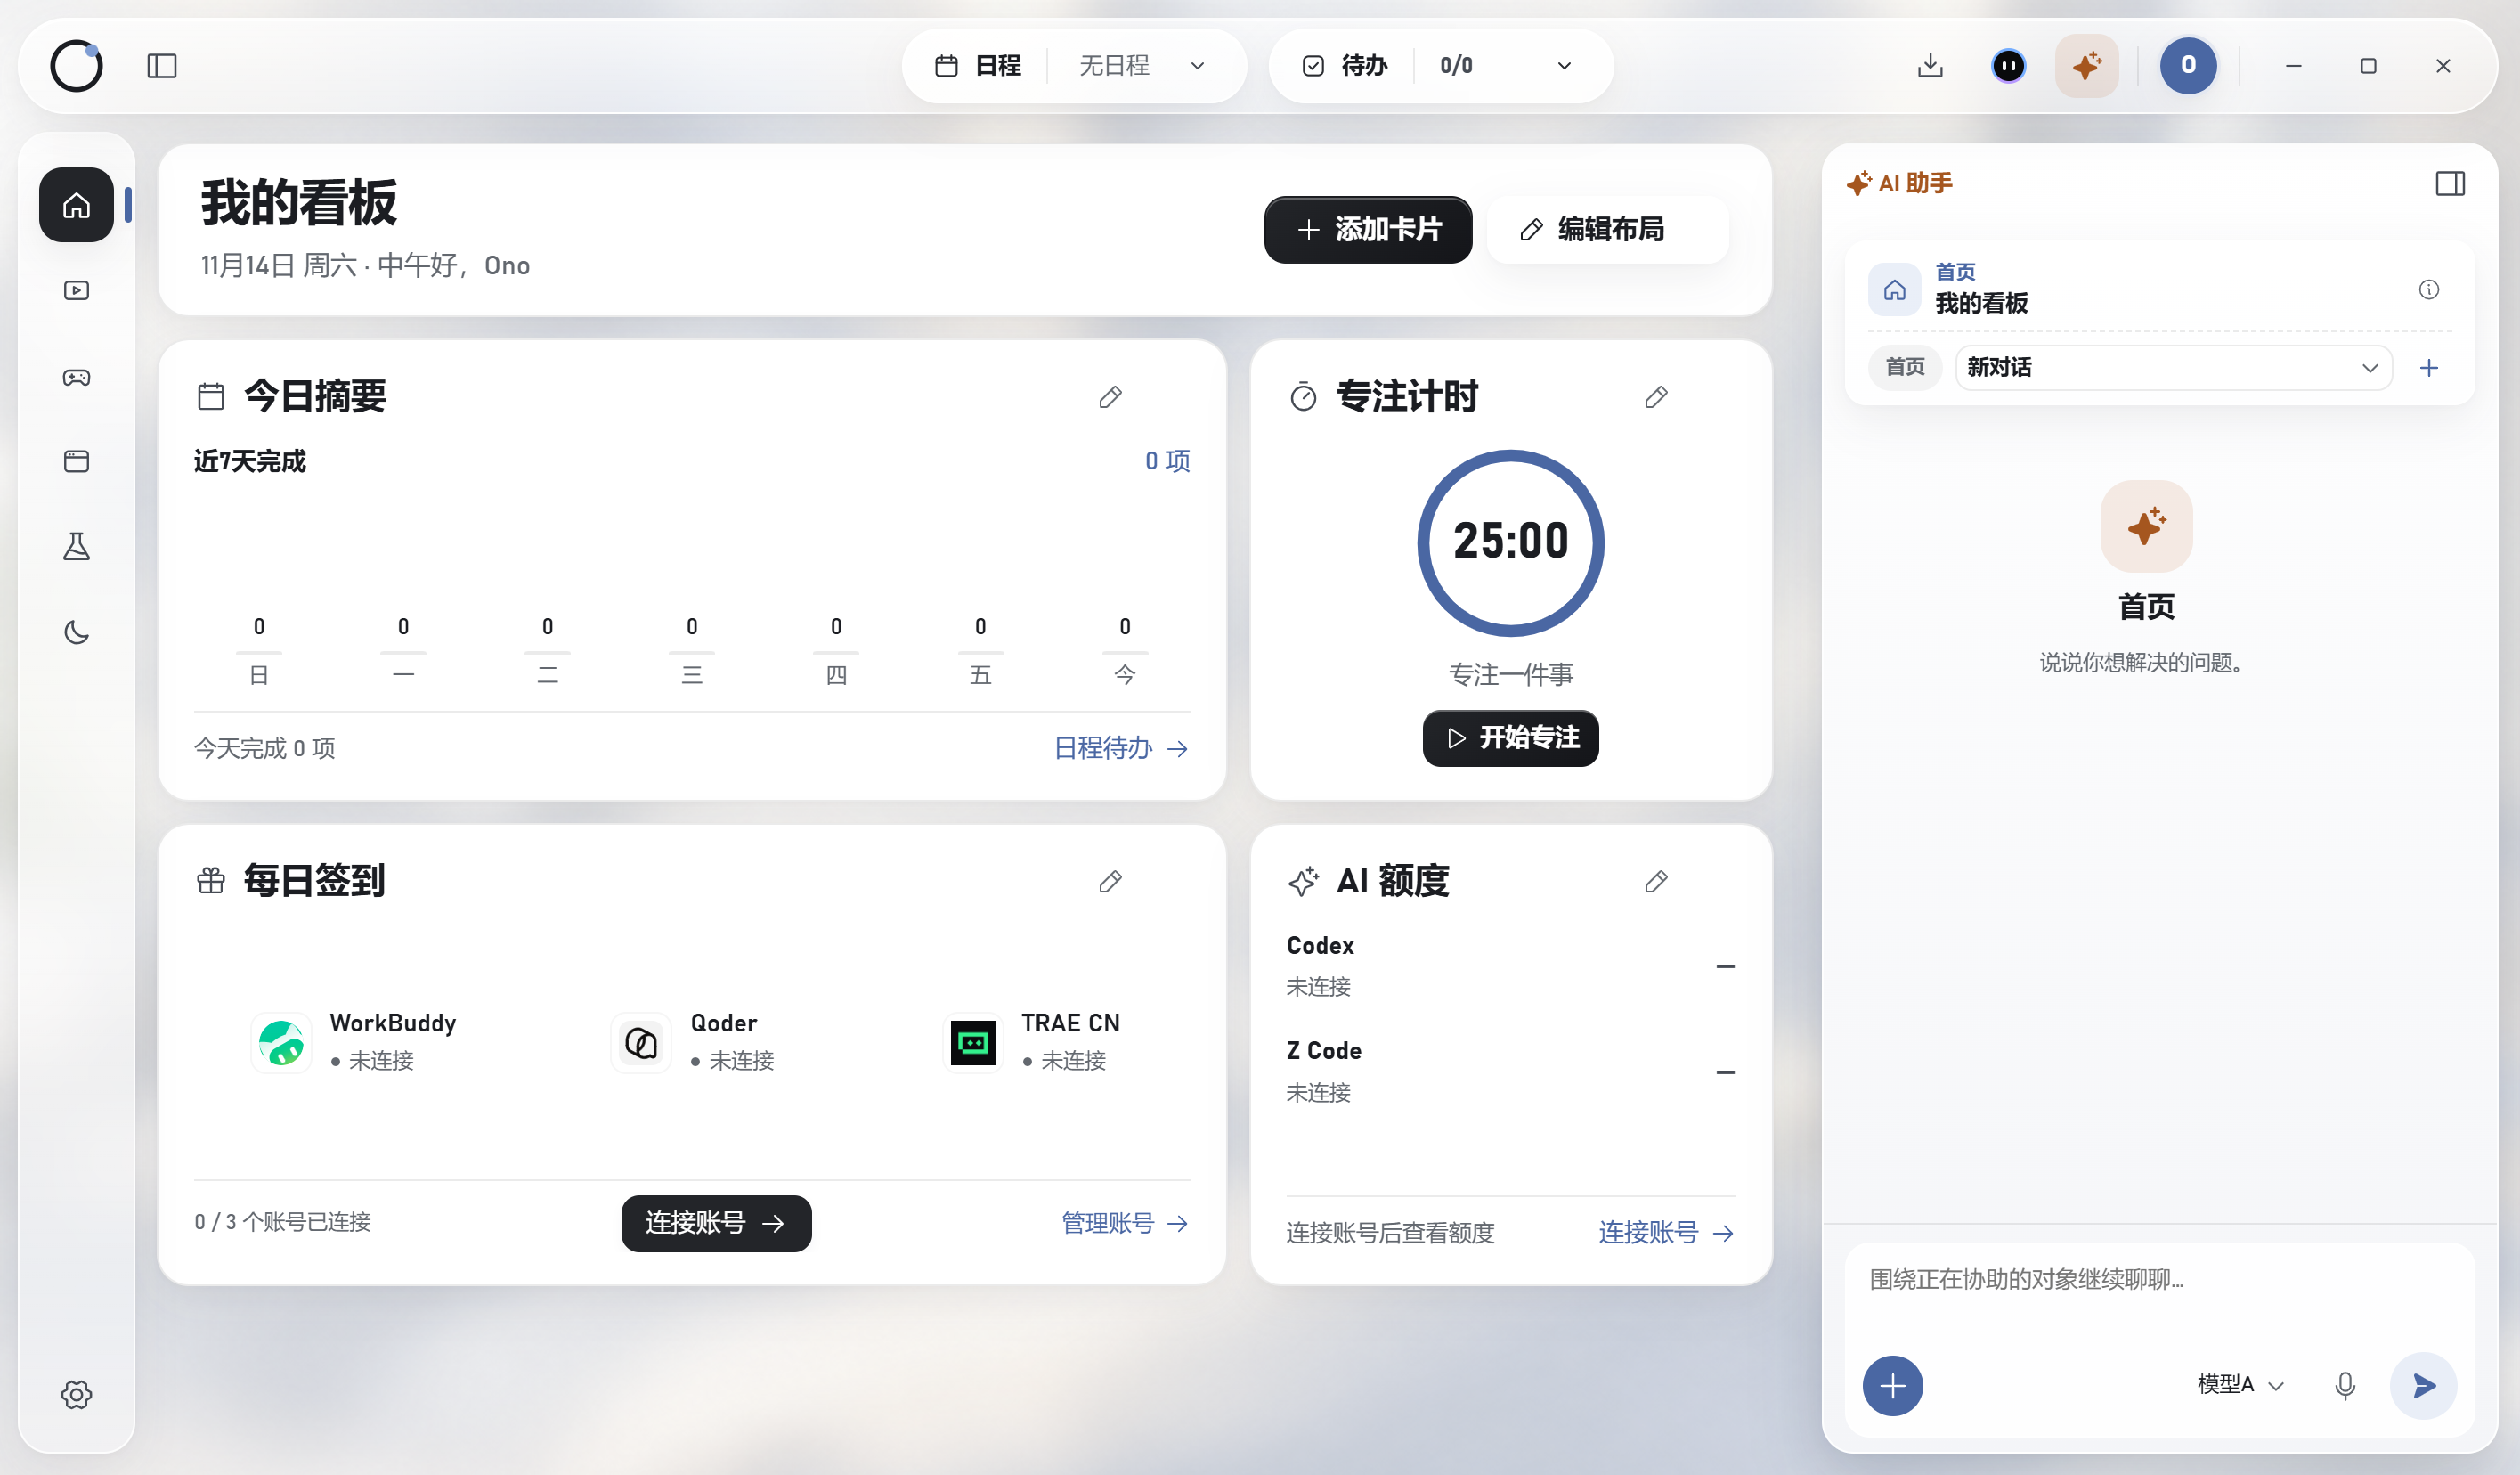 日程 无日程
待办 0/0
O
我的看板
11月14日 周六 · 中午好，Ono
添加卡片
编辑布局
今日摘要
近7天完成
0 项
0 0 0 0 0 0 0
日 一 二 三 四 五 今
今天完成 0 项
日程待办
专注计时
25:00
专注一件事
开始专注
每日签到
WorkBuddy
未连接
Qoder
未连接
TRAE CN
未连接
0 / 3 个账号已连接
连接账号
管理账号
AI 额度
Codex
未连接
—
Z Code
未连接
—
连接账号后查看额度
连接账号
AI 助手
首页
我的看板
首页
新对话
首页
说说你想解决的问题。
围绕正在协助的对象继续聊聊...
模型A